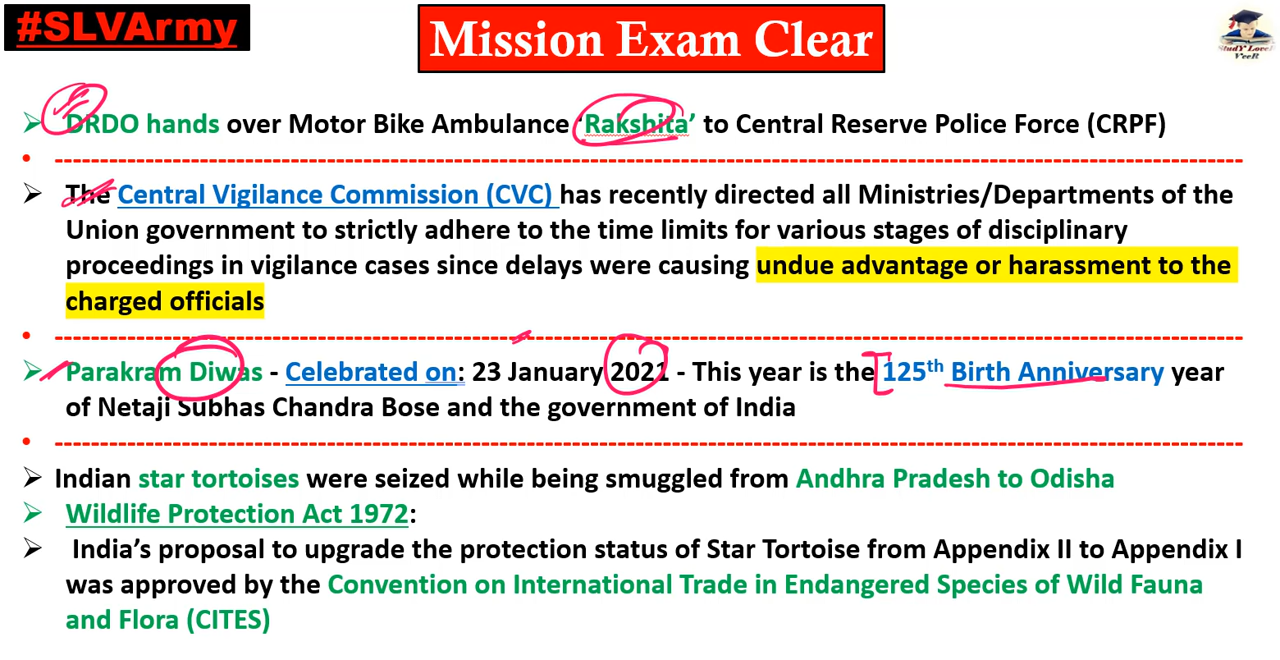 #SLVArmy
Mission Exam Clear
StudY LoveR
VeeR
DRDO hands over Motor Bike Ambulance ‘Rakshita’ to Central Reserve Police Force (CRPF)
The Central Vigilance Commission (CVC) has recently directed all Ministries/Departments of the
Union government to strictly adhere to the time limits for various stages of disciplinary
proceedings in vigilance cases since delays were causing undue advantage or harassment to the
charged officials
Parakram Diwas - Celebrated on: 23 January 2021 - This year is the 125th Birth Anniversary year
of Netaji Subhas Chandra Bose and the government of India
Indian star tortoises were seized while being smuggled from Andhra Pradesh to Odisha
Wildlife Protection Act 1972:
India’s proposal to upgrade the protection status of Star Tortoise from Appendix II to Appendix I
was approved by the Convention on International Trade in Endangered Species of Wild Fauna
and Flora (CITES)